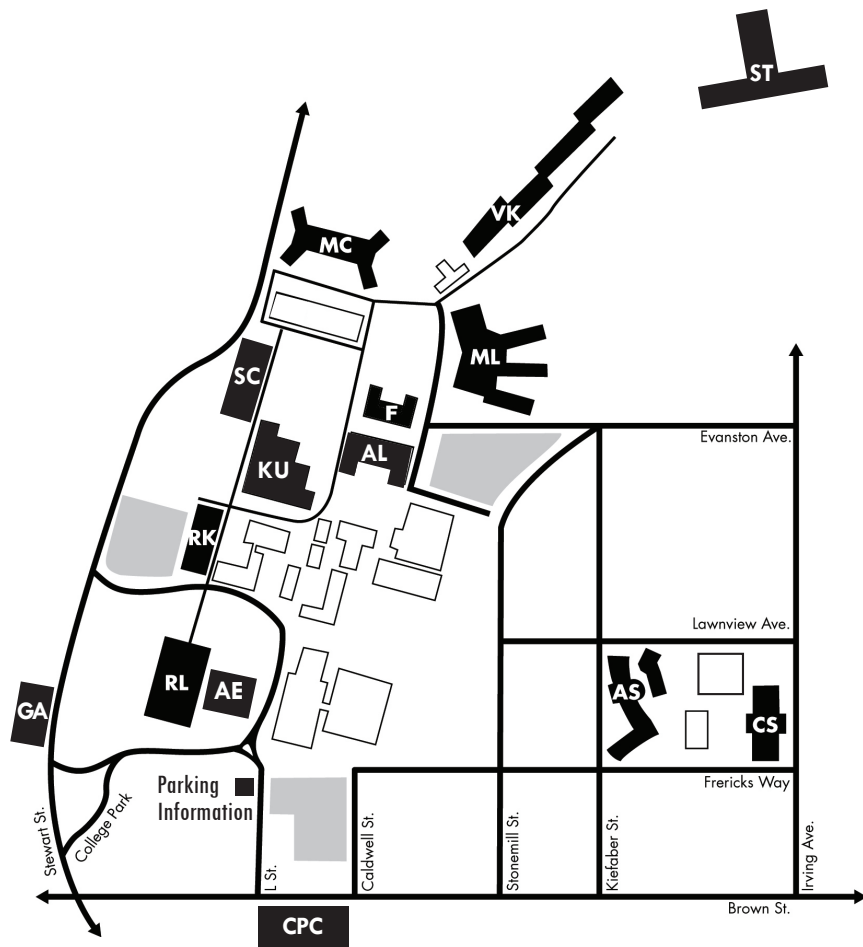 ST
VK
MC
ML
SC
F
AL
KU
Evanston Ave.
RK
Lawnview Ave.
RL
AE
AS
GA
CS
Frericks Way
Parking
Information
College Park
Stewart St.
L St.
Caldwell St.
Stonemill St.
Kiefaber St.
Irving Ave.
Brown St.
CPC